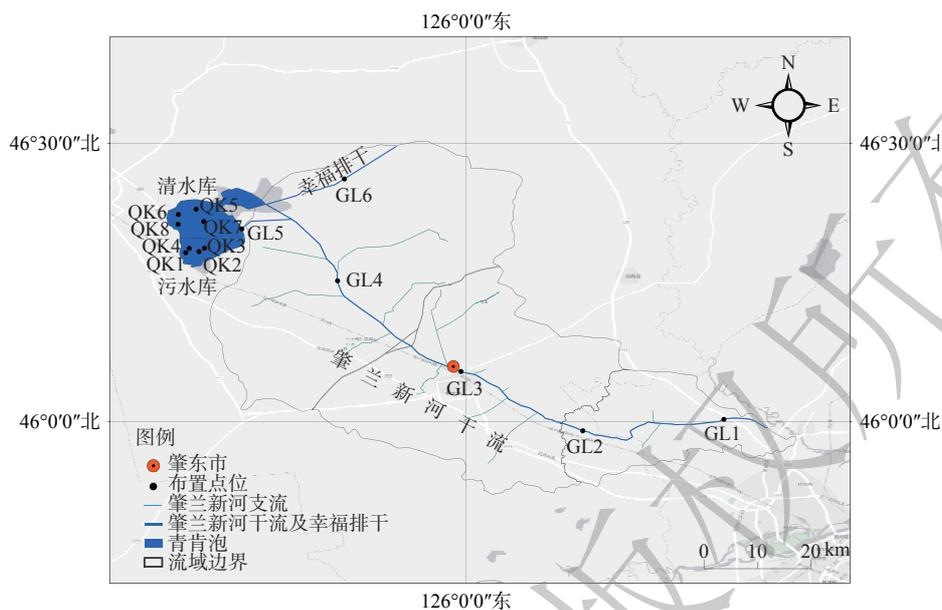 126°0′0″东
N
W E
S
46°30′0″北 46°30′0″北
幸福排干
清水库
GL6
QK5
QK6
QK7
QK8
GL5
QK4 QK3
QK1 QK2
污水库
GL4
肇兰新河干流
GL3
46°0′0″北 46°0′0″北
GL2
GL1
图例
肇东市
布置点位
肇兰新河支流
肇兰新河干流及幸福排干
青肯泡
流域边界
0 10 20 km
126°0′0″东